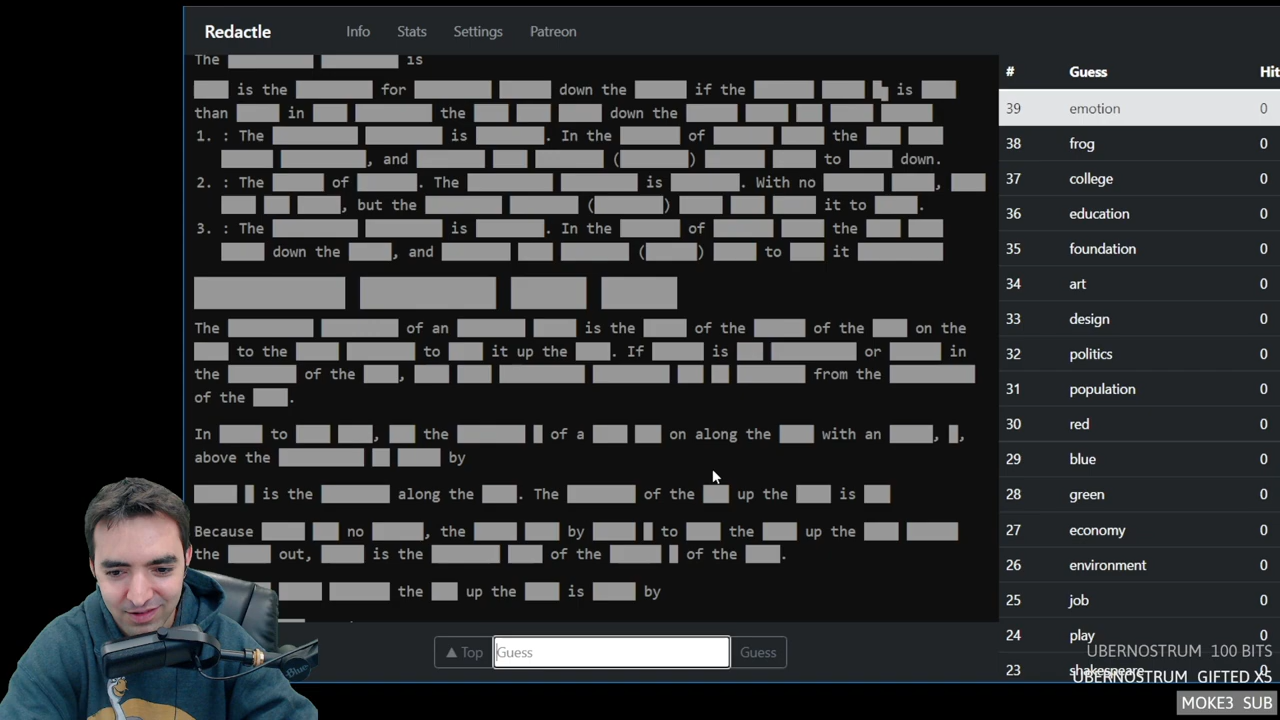 Redactle Info Stats Settings Patreon
The is
is the for down the if the is
than in the down the
1. : The is . In the of the
, and ( ) to down.
2. : The of . The is . With no ,
, but the ( ) it to .
3. : The is . In the of the
down the , and ( ) to it
The of an is the of the of the on the
to the to it up the . If is or in
the of the , from the
of the .
In to , the of a on along the with an , ,
above the by
is the along the . The of the up the is
Because no , the by to the up the
the out, is the of the of the .
the up the is by
▲ Top Guess Guess
# Guess Hit
39 emotion 0
38 frog 0
37 college 0
36 education 0
35 foundation 0
34 art 0
33 design 0
32 politics 0
31 population 0
30 red 0
29 blue 0
28 green 0
27 economy 0
26 environment 0
25 job 0
24 play 0
23 shakespeare 0
UBERNOSTRUM 100 BITS
UBERNOSTRUM GIFTED X5
MOKE3 SUB
Blue